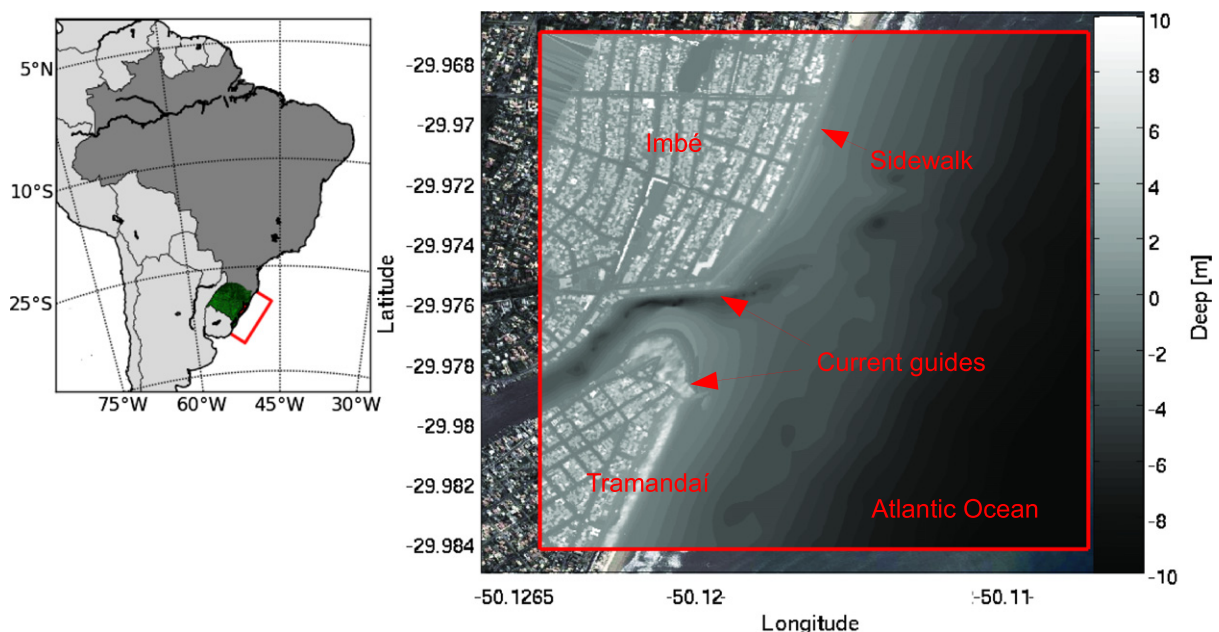 5°N
10°S
25°S
75°W 60°W 45°W 30°W
Latitude
-29.968
-29.97
-29.972
-29.974
-29.976
-29.978
-29.98
-29.982
-29.984
Imbé
Sidewalk
Current guides
Tramandaí
Atlantic Ocean
-50.1265 -50.12 -50.11
Longitude
10
8
6
4
2
0
-2
-4
-6
-8
-10
Deep [m]